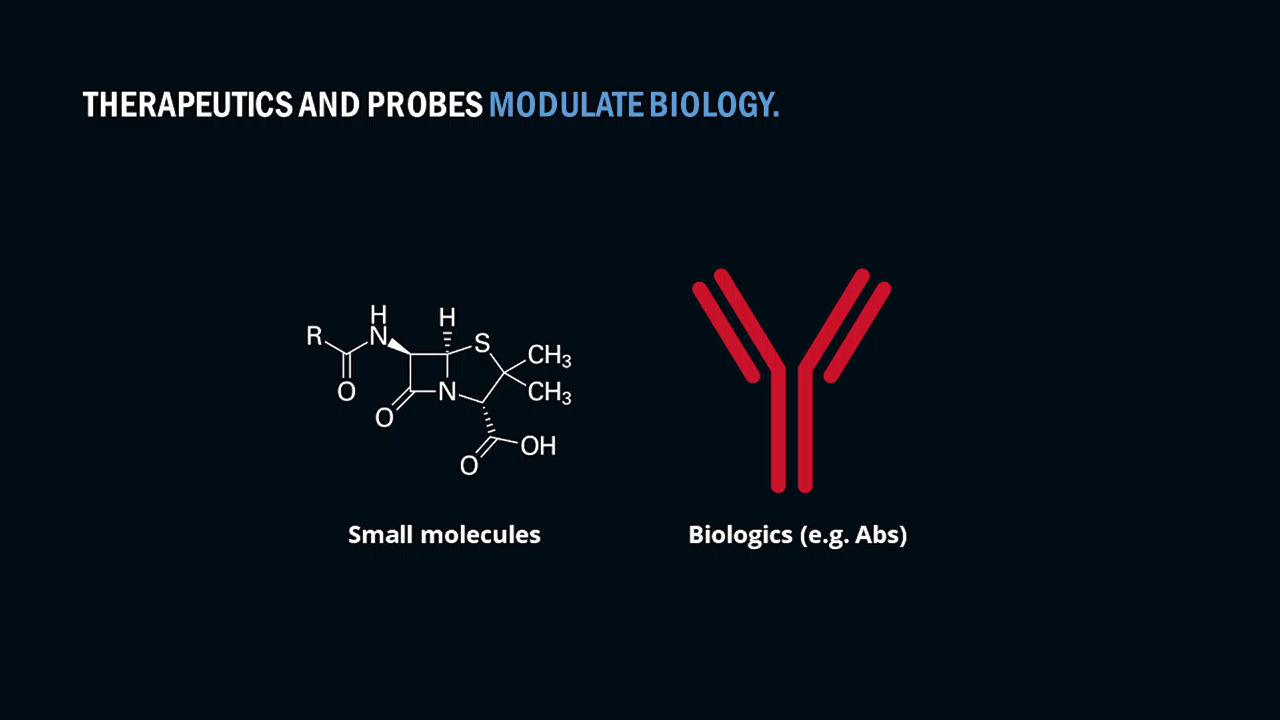 THERAPEUTICS AND PROBES MODULATE BIOLOGY.
H
N
H
R
S
CH₃
O
N
CH₃
O
OH
O
Small molecules
Biologics (e.g. Abs)